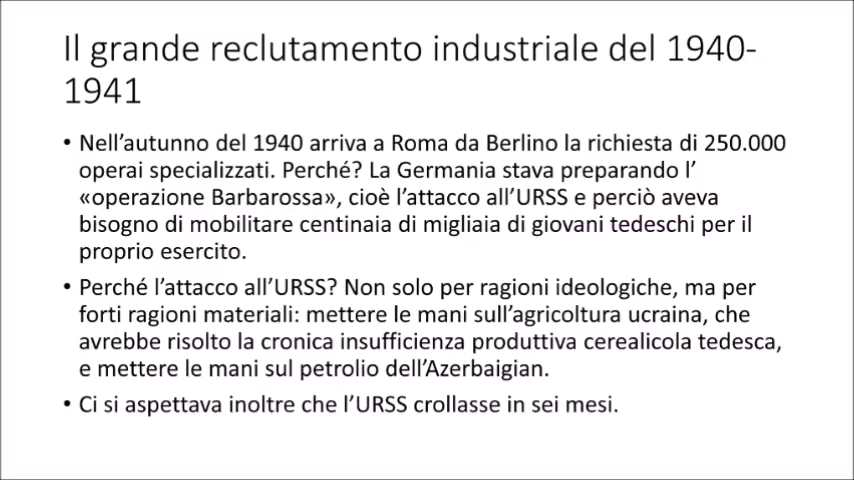 Il grande reclutamento industriale del 1940-
1941
• Nell’autunno del 1940 arriva a Roma da Berlino la richiesta di 250.000
operai specializzati. Perché? La Germania stava preparando l’
«operazione Barbarossa», cioè l’attacco all’URSS e perciò aveva
bisogno di mobilitare centinaia di migliaia di giovani tedeschi per il
proprio esercito.
• Perché l’attacco all’URSS? Non solo per ragioni ideologiche, ma per
forti ragioni materiali: mettere le mani sull’agricoltura ucraina, che
avrebbe risolto la cronica insufficienza produttiva cerealicola tedesca,
e mettere le mani sul petrolio dell’Azerbaigian.
• Ci si aspettava inoltre che l’URSS crollasse in sei mesi.